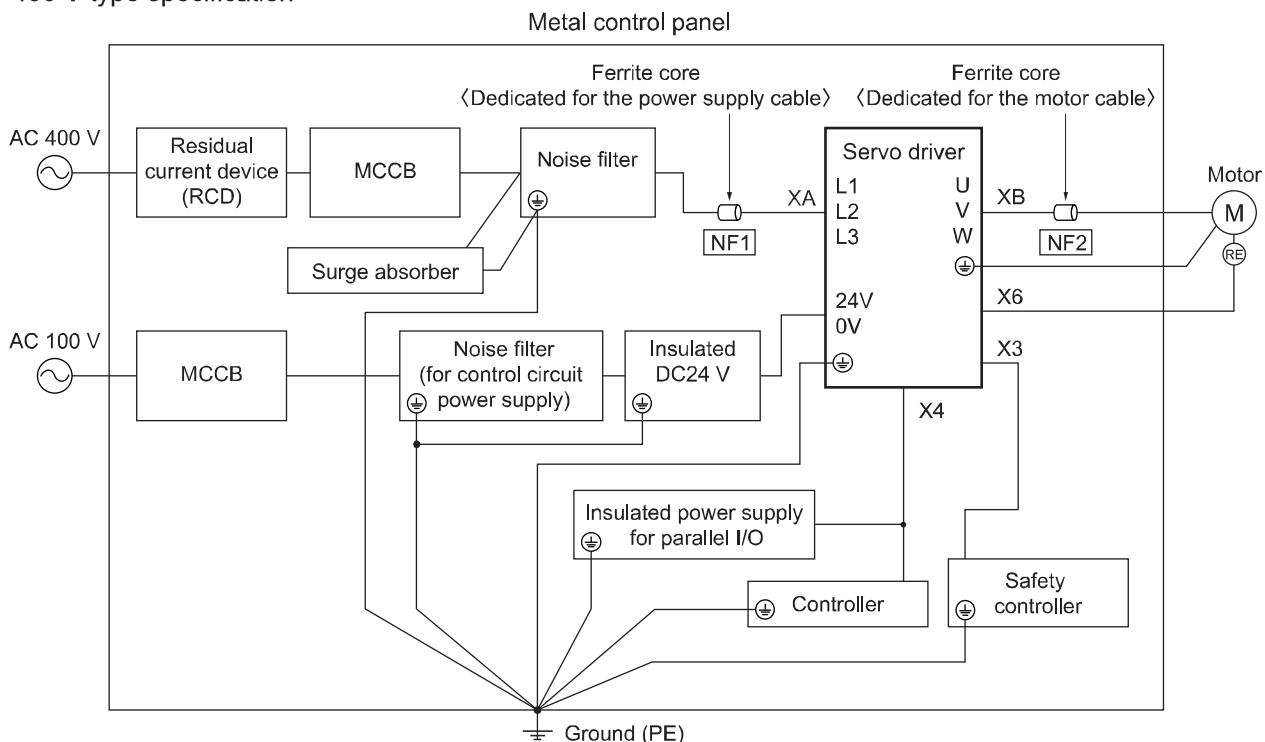 400 V type specification
Metal control panel
Ferrite core
〈Dedicated for the power supply cable〉
Ferrite core
〈Dedicated for the motor cable〉
AC 400 V
Residual
current device
(RCD)
MCCB
Noise filter
NF1
XA
Servo driver
L1
L2
L3
U
V
W
XB
NF2
Motor
M
RE
Surge absorber
24V
0V
X6
X3
X4
AC 100 V
MCCB
Noise filter
(for control circuit
power supply)
Insulated
DC24 V
Insulated power supply
for parallel I/O
Controller
Safety
controller
Ground (PE)